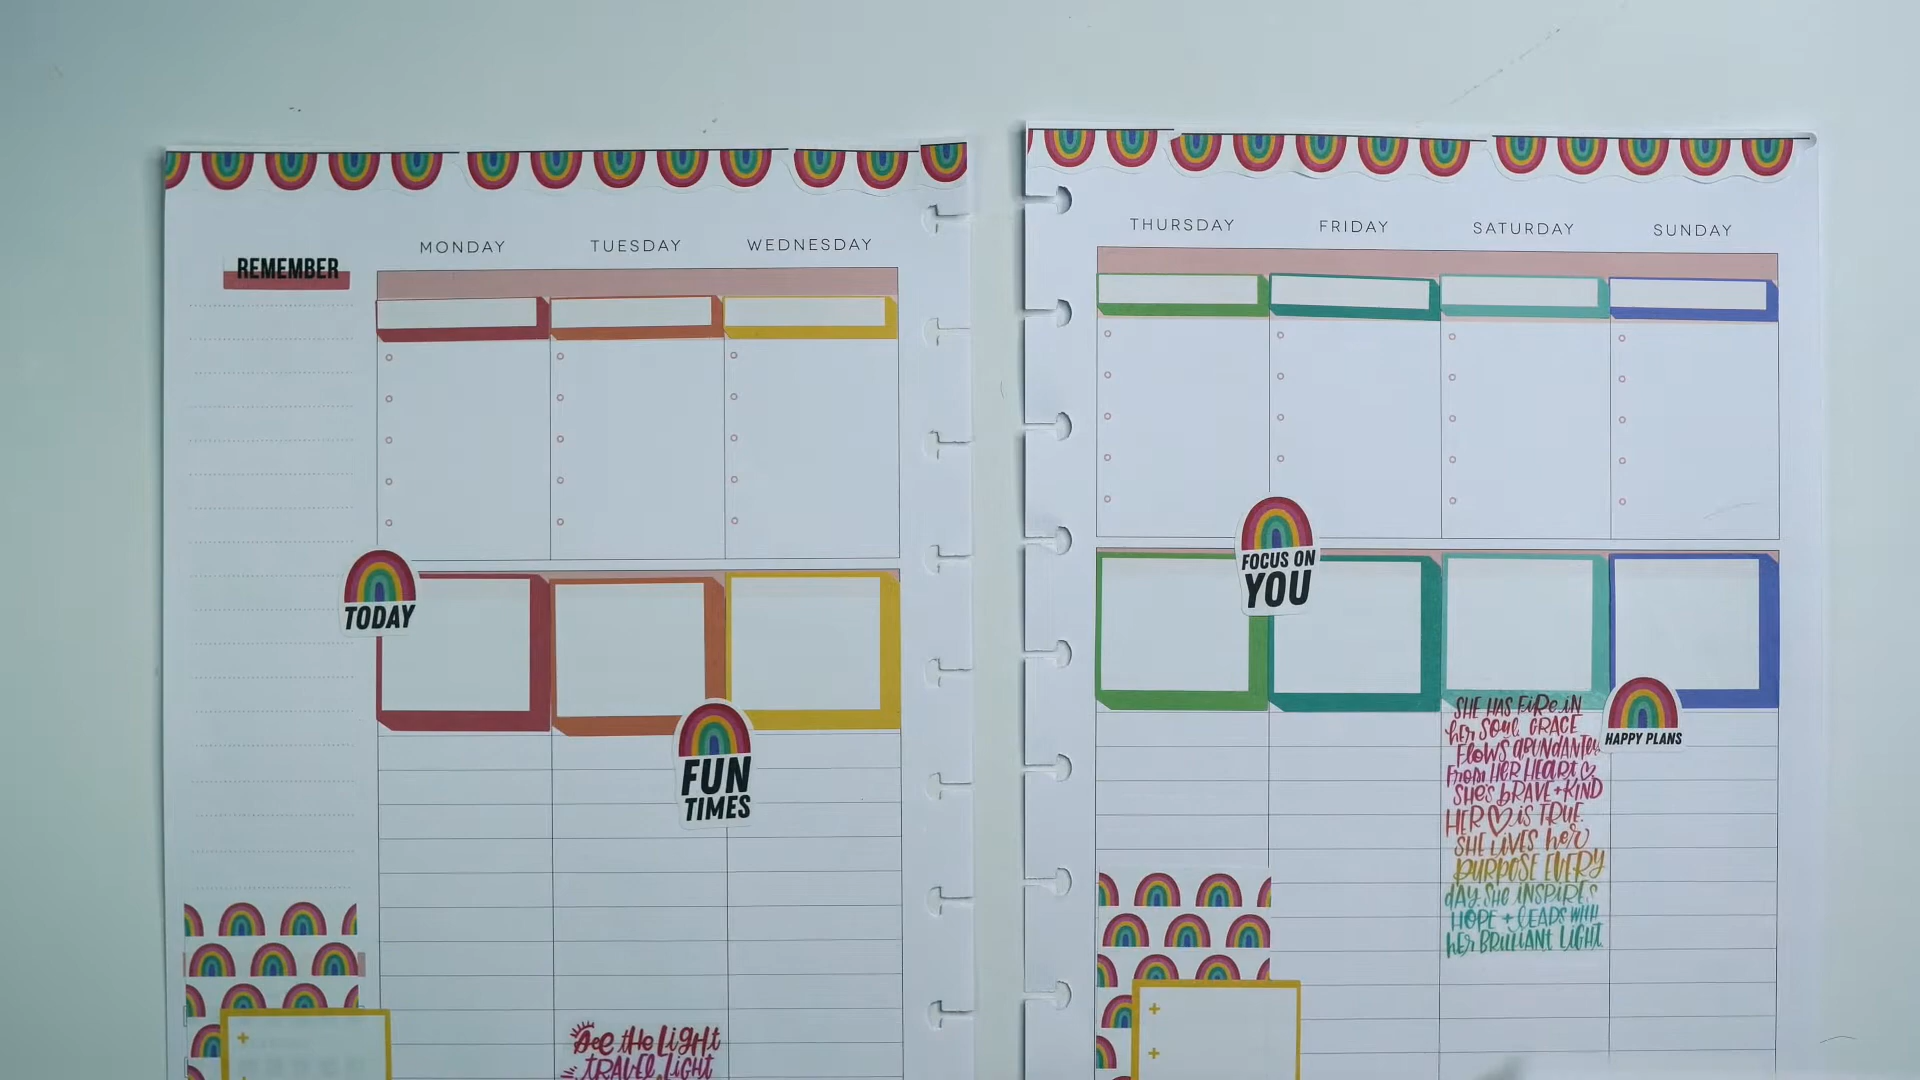 MONDAY
TUESDAY
WEDNESDAY
REMEMBER
TODAY
FUN
TIMES
See the Light
TRAVEL LIGHT
THURSDAY
FRIDAY
SATURDAY
SUNDAY
FOCUS ON
YOU
HAPPY PLANS
SHE HAS FiRe iN
her Soul. GRACE
Flows ABUNDANTLY
From HER HEART
SHe's bRAVE + KIND
HER ♡ iS TRUE.
SHE LiVES her
PURPOSE EVERY
day. She INSPIRES
HOPE + LEADS WITH
her BRILLIANT LIGHT.